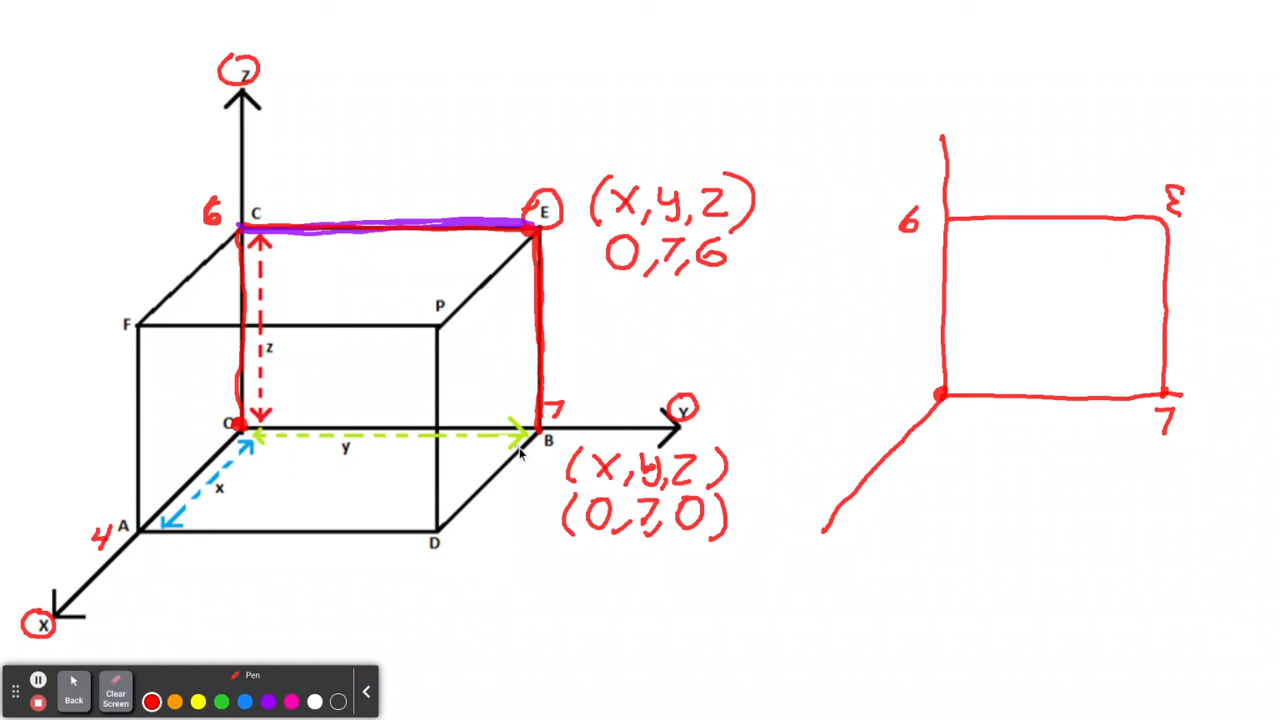 Z
6
C
E
(x, y, z)
0, 7, 6
6
F
P
z
O
7
Y
B
7
y
(x, y, z)
x
(0, 7, 0)
4
A
D
X
Pen
Back
Clear
Screen